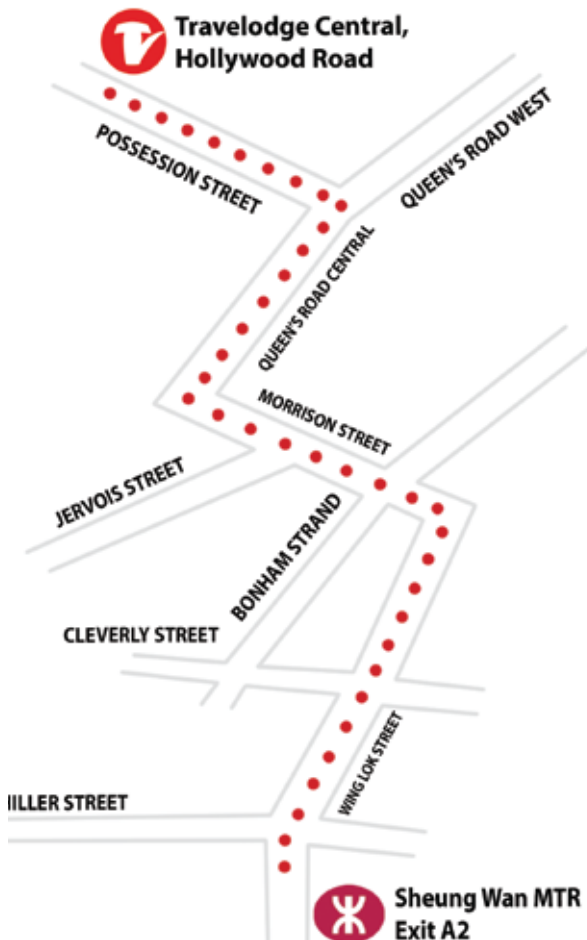 Travelodge Central,
Hollywood Road
POSSESSION STREET
QUEEN'S ROAD WEST
QUEEN'S ROAD CENTRAL
MORRISON STREET
JERVOIS STREET
BONHAM STRAND
CLEVERLY STREET
WING LOK STREET
HILLER STREET
Sheung Wan MTR
Exit A2